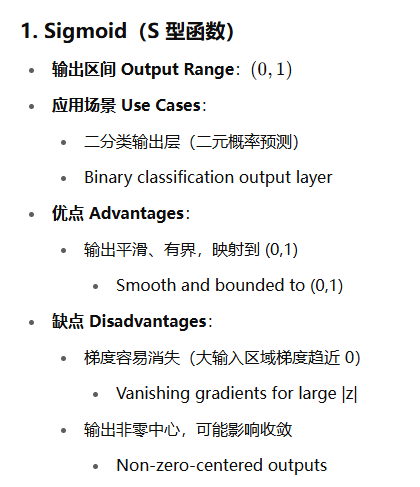 1. Sigmoid（S 型函数）
输出区间 Output Range：(0, 1)
应用场景 Use Cases：
二分类输出层（二元概率预测）
Binary classification output layer
优点 Advantages：
输出平滑、有界，映射到 (0,1)
Smooth and bounded to (0,1)
缺点 Disadvantages：
梯度容易消失（大输入区域梯度趋近 0）
Vanishing gradients for large |z|
输出非零中心，可能影响收敛
Non-zero-centered outputs